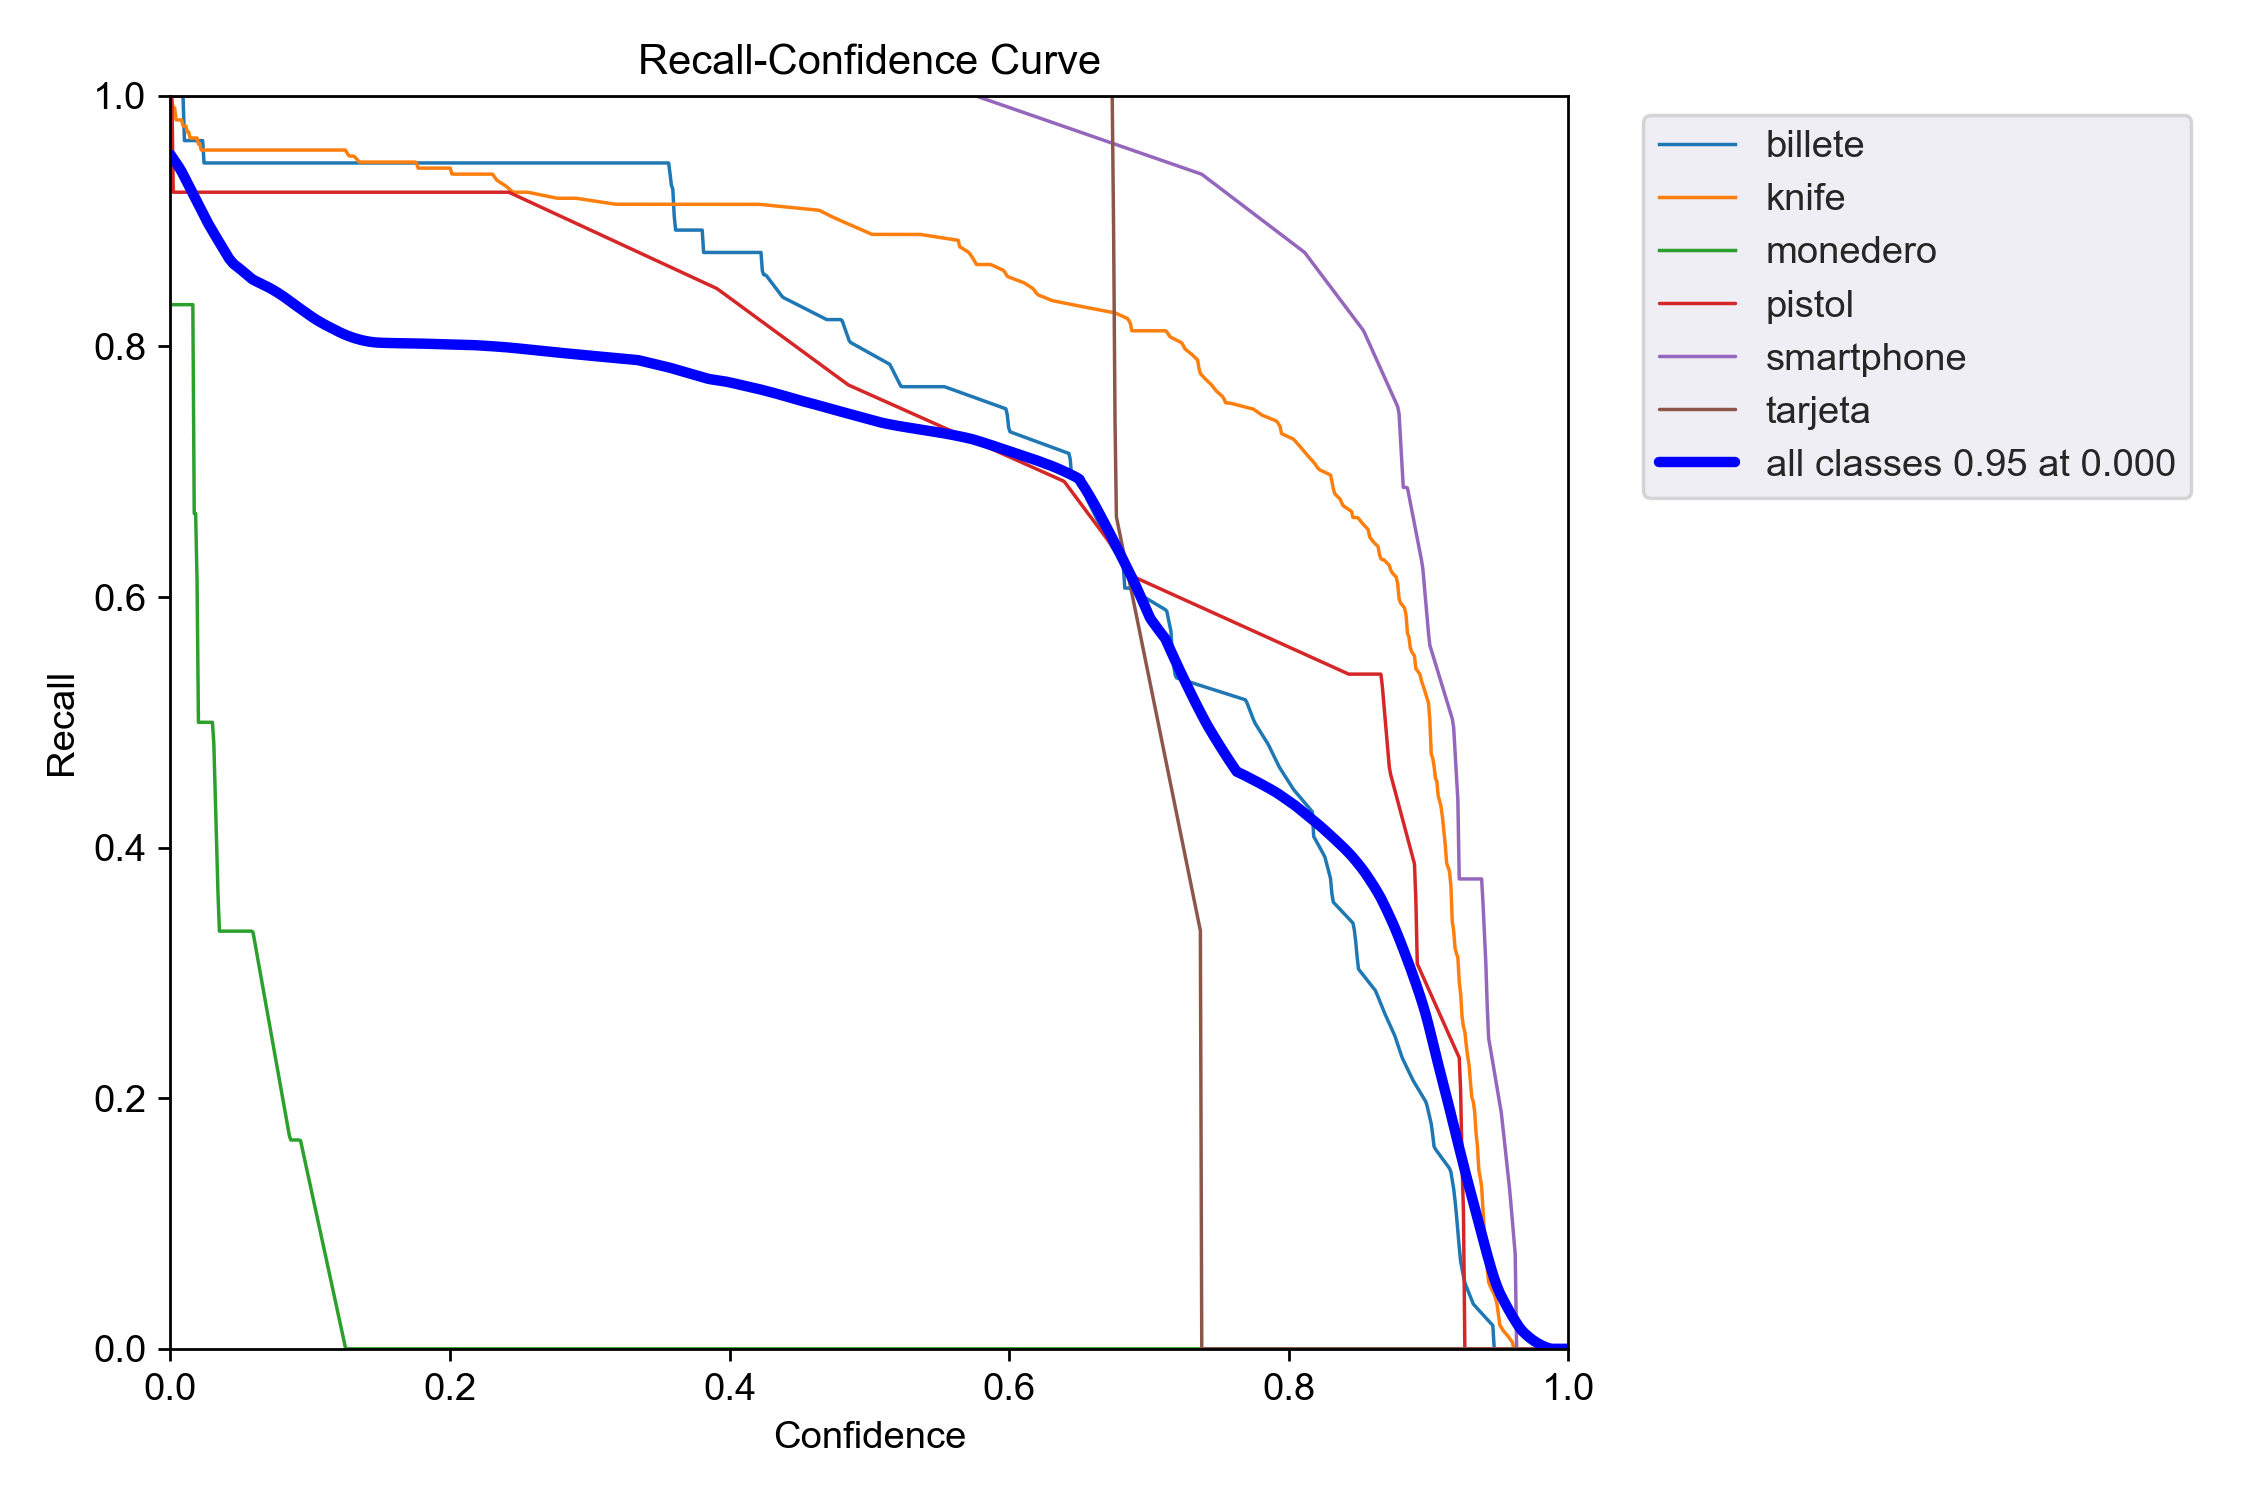 Recall-Confidence Curve
1.0
0.8
0.6
0.4
0.2
0.0
Recall
0.0 0.2 0.4 0.6 0.8 1.0
Confidence
billete
knife
monedero
pistol
smartphone
tarjeta
all classes 0.95 at 0.000